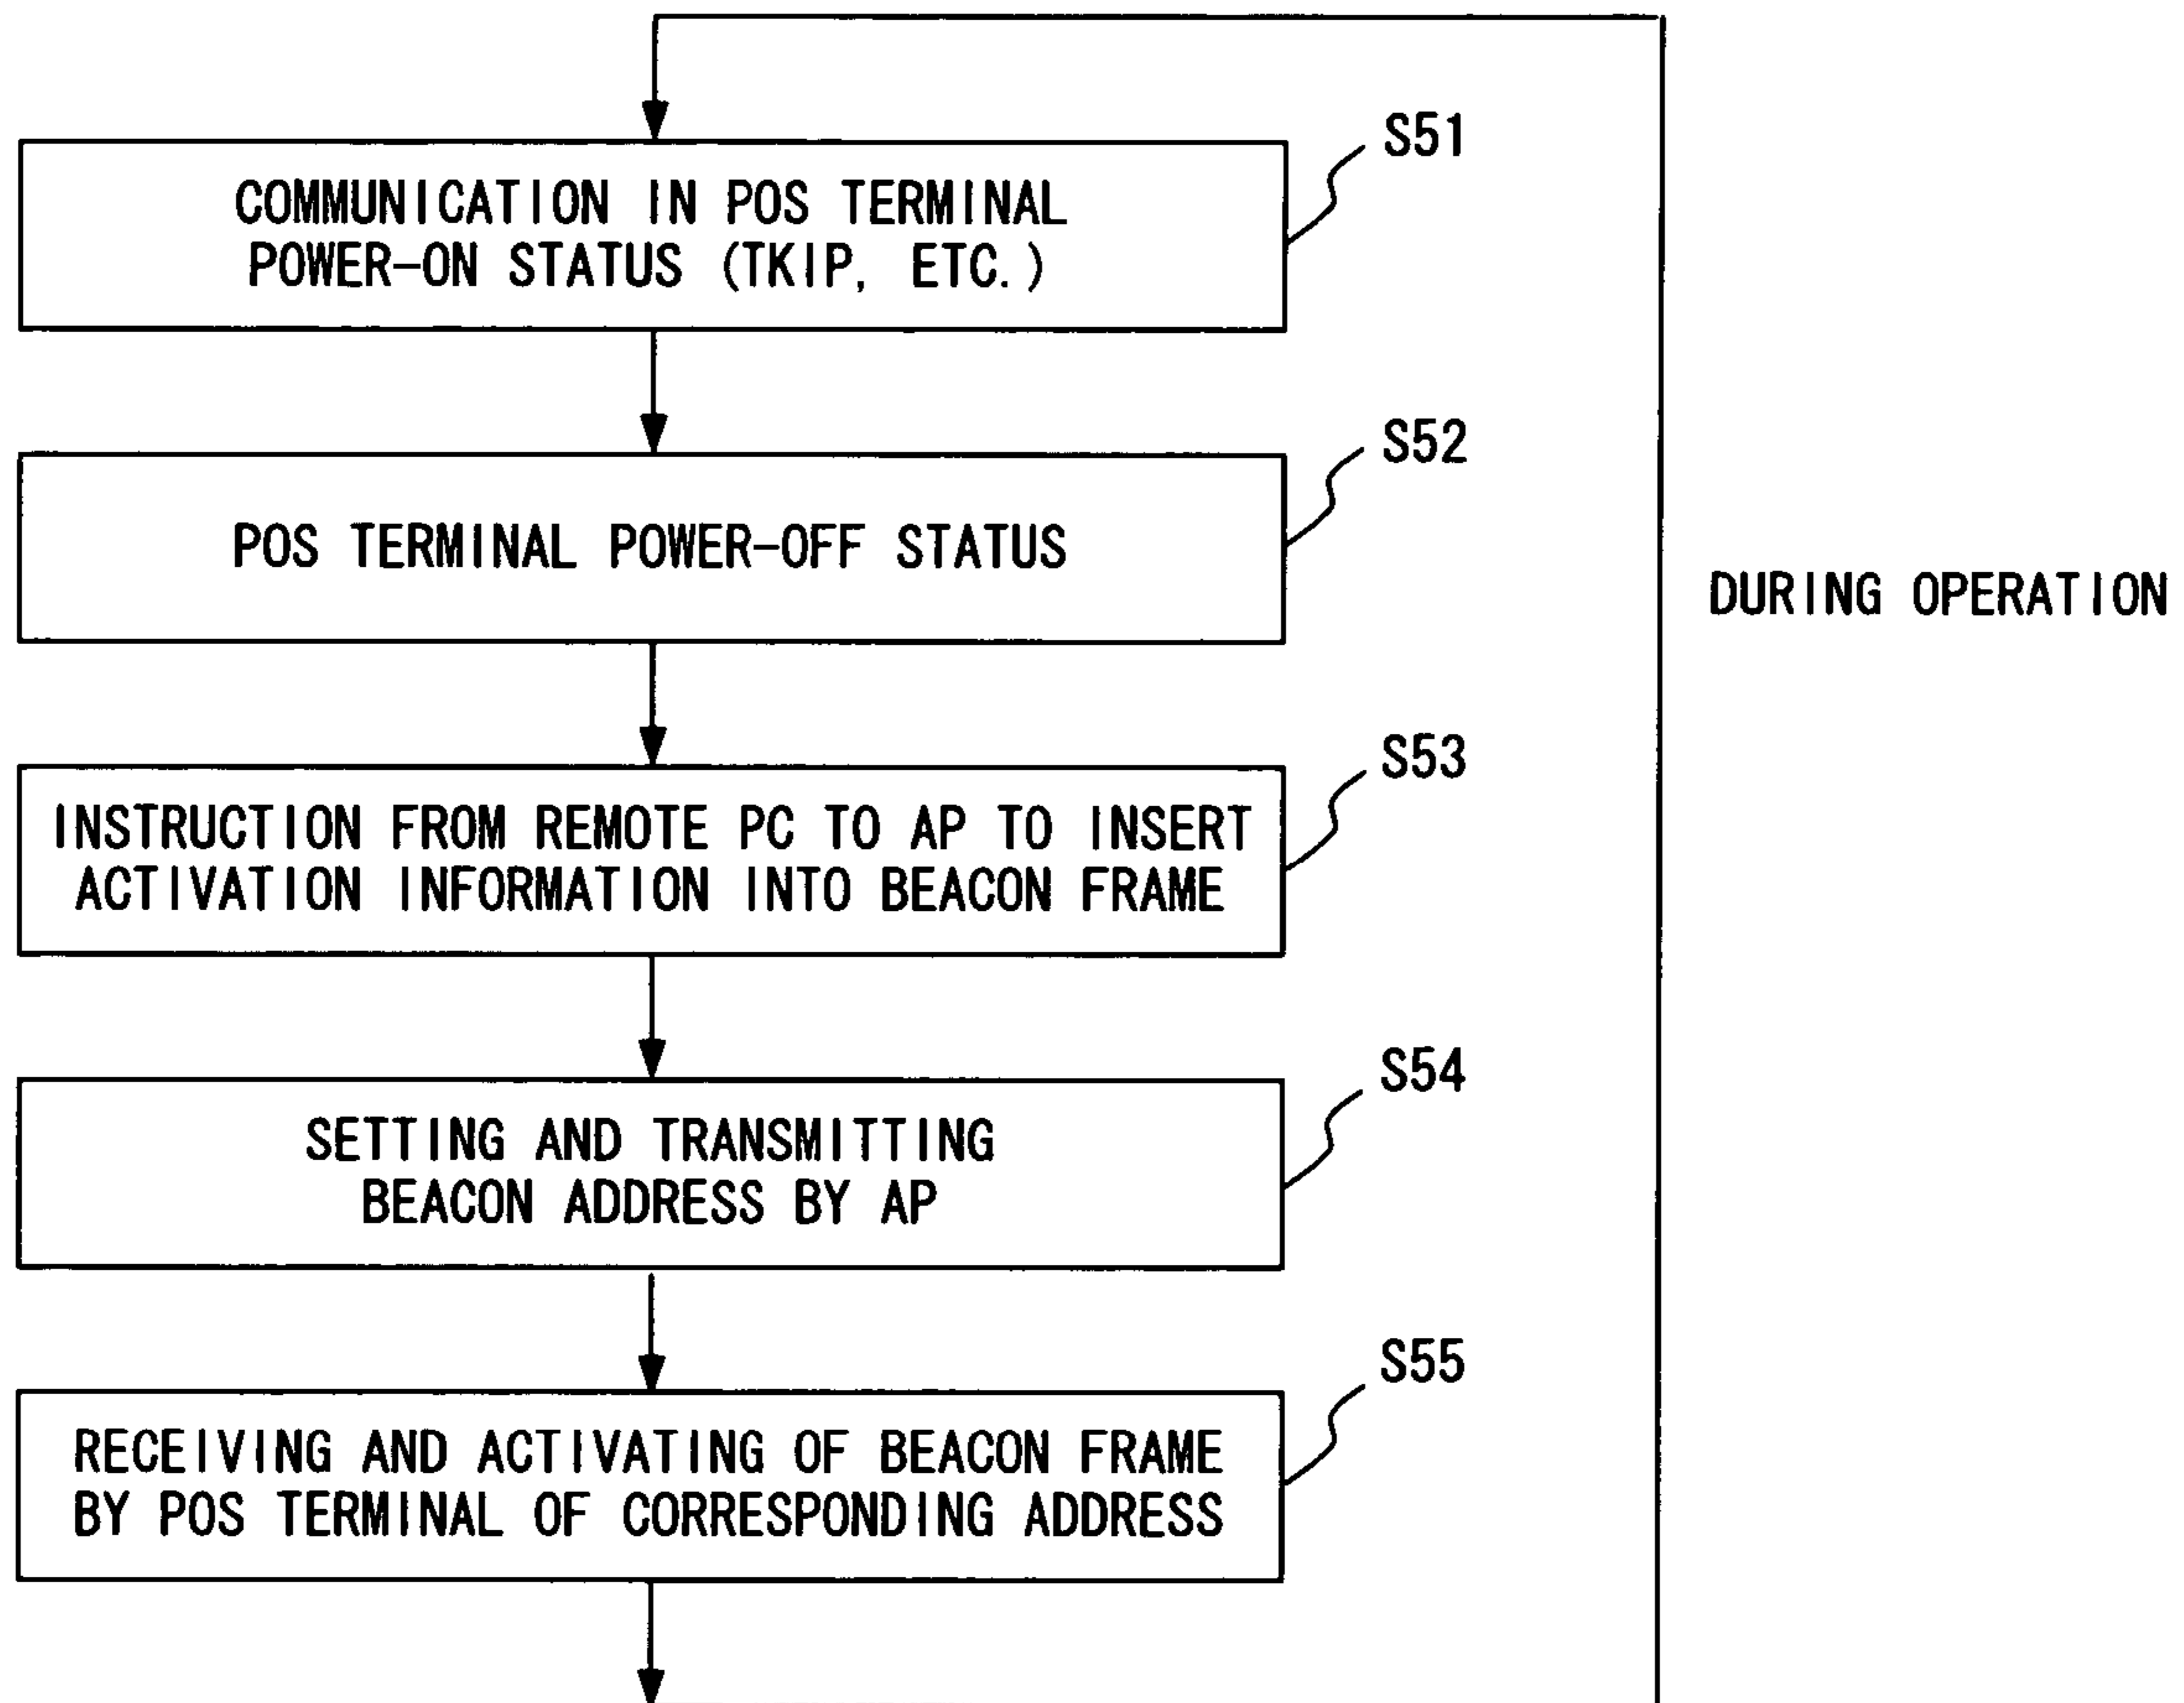 S51
COMMUNICATION IN POS TERMINAL
POWER-ON STATUS (TKIP, ETC.)
S52
POS TERMINAL POWER-OFF STATUS
DURING OPERATION
S53
INSTRUCTION FROM REMOTE PC TO AP TO INSERT
ACTIVATION INFORMATION INTO BEACON FRAME
S54
SETTING AND TRANSMITTING
BEACON ADDRESS BY AP
S55
RECEIVING AND ACTIVATING OF BEACON FRAME
BY POS TERMINAL OF CORRESPONDING ADDRESS